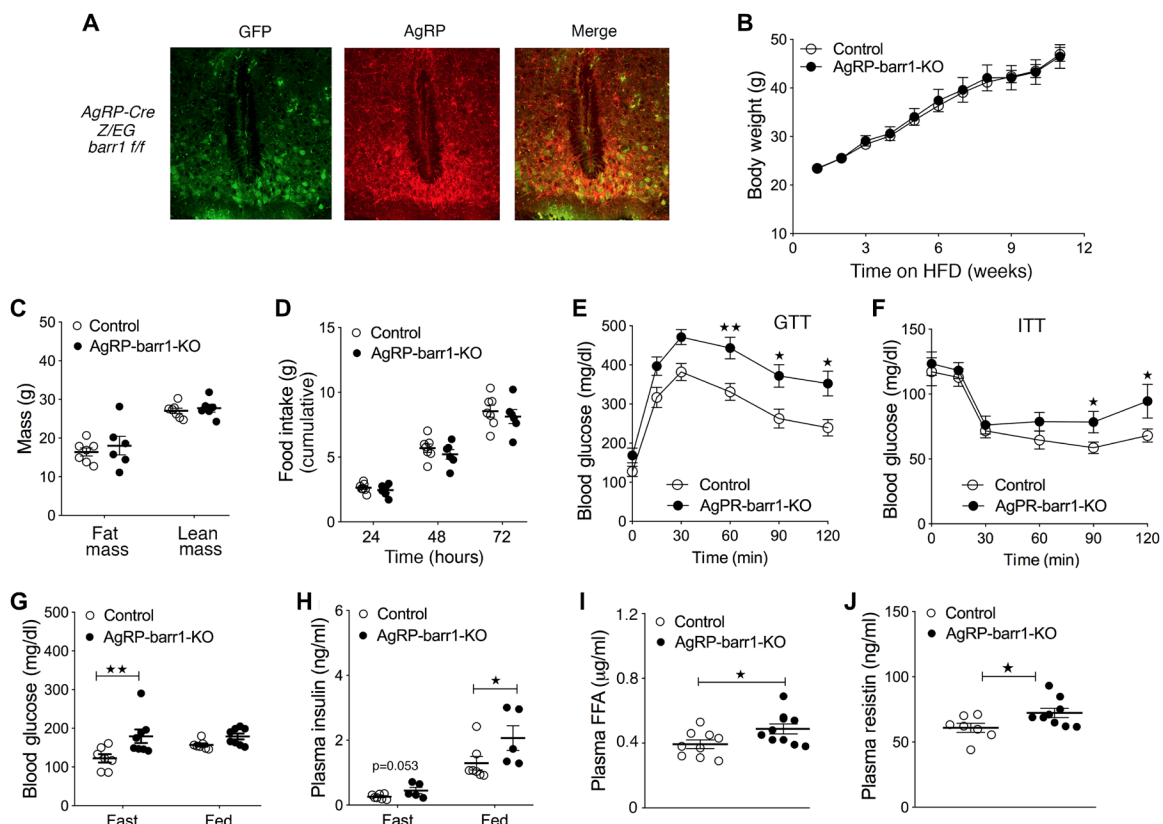 A
GFP
AgRP
Merge
AgRP-Cre
Z/EG
barr1 f/f
B
Control
AgRP-barr1-KO
Body weight (g)
50
40
30
20
10
0
3
6
9
12
Time on HFD (weeks)
C
Control
AgRP-barr1-KO
Mass (g)
50
40
30
20
10
0
Fat
mass
Lean
mass
D
Control
AgRP-barr1-KO
Food intake (g)
(cumulative)
15
10
5
0
24
48
72
Time (hours)
E
GTT
★★
★
★
Blood glucose (mg/dl)
500
400
300
200
100
0
Control
AgPR-barr1-KO
0
30
60
90
120
Time (min)
F
ITT
★
★
Blood glucose (mg/dl)
150
100
50
0
Control
AgPR-barr1-KO
0
30
60
90
120
Time (min)
G
Control
AgRP-barr1-KO
★★
Blood glucose (mg/dl)
500
400
300
200
100
0
Fast
Fed
H
Control
AgRP-barr1-KO
★
p=0.053
Plasma insulin (ng/ml)
6
4
2
0
Fast
Fed
I
Control
AgRP-barr1-KO
★
Plasma FFA (µg/ml)
1.2
0.8
0.4
0
J
Control
AgRP-barr1-KO
★
Plasma resistin (ng/ml)
150
100
50
0